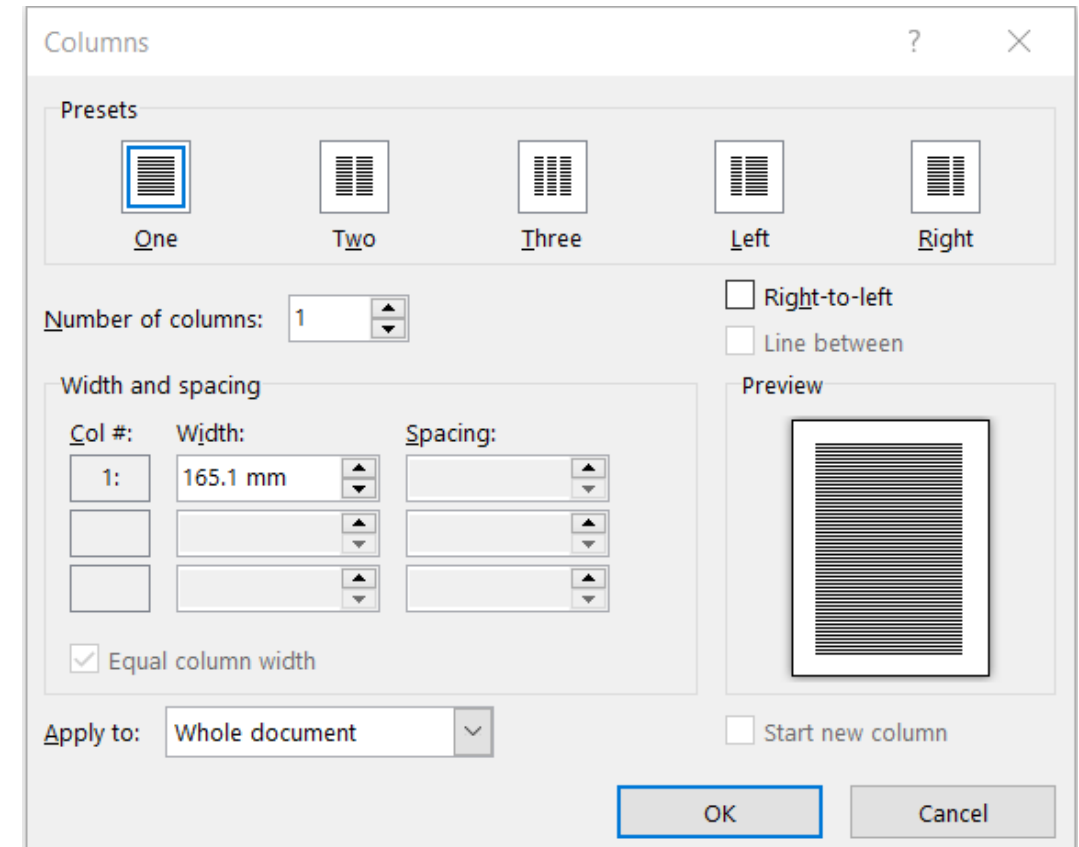 Columns
?
Presets
One
Two
Three
Left
Right
Number of columns: 1
Right-to-left
Line between
Width and spacing
Col #: Width: Spacing:
1: 165.1 mm
Equal column width
Preview
Apply to: Whole document
Start new column
OK
Cancel